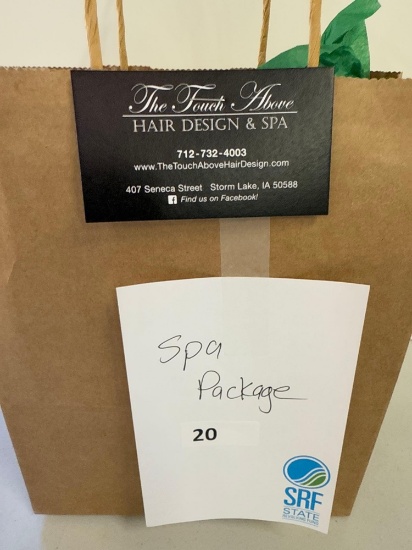 The Touch Above
HAIR DESIGN & SPA
712-732-4003
www.TheTouchAboveHairDesign.com
407 Seneca Street Storm Lake, IA 50588
f Find us on Facebook!
Spa
Package
20
SRF
STATE